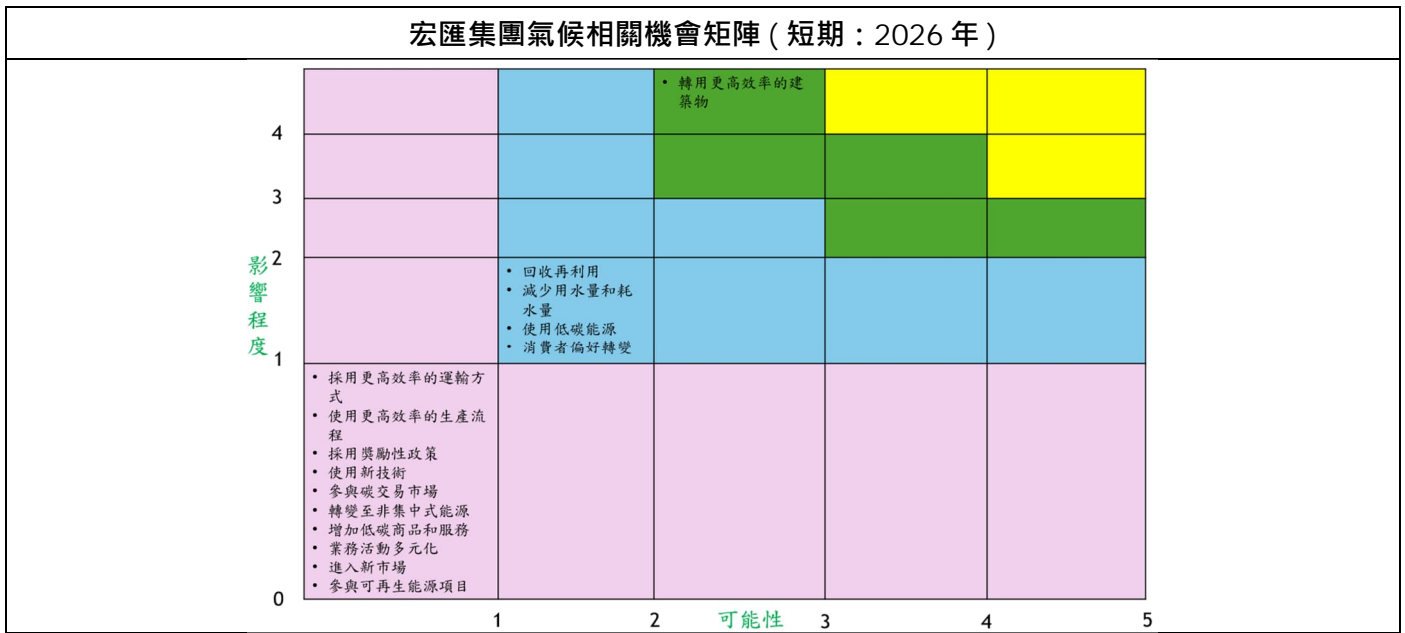 宏匯集團氣候相關機會矩陣 ( 短期：2026 年 )
• 轉用更高效率的建
築物
4
3
2
影
響
程
度
• 回收再利用
• 減少用水量和耗
水量
• 使用低碳能源
• 消費者偏好轉變
1
• 採用更高效率的運輸方
式
• 使用更高效率的生產流
程
• 採用獎勵性政策
• 使用新技術
• 參與碳交易市場
• 轉變至非集中式能源
• 增加低碳商品和服務
• 業務活動多元化
• 進入新市場
• 參與可再生能源項目
0
1 2 可能性 3 4 5